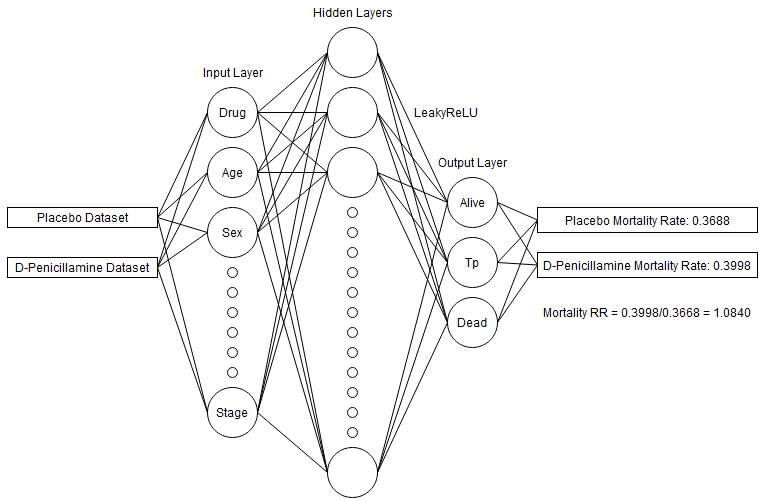 Hidden Layers
Input Layer
Drug
LeakyReLU
Output Layer
Age
Alive
Placebo Dataset
Sex
Placebo Mortality Rate: 0.3688
D-Penicillamine Dataset
Tp
D-Penicillamine Mortality Rate: 0.3998
Mortality RR = 0.3998/0.3668 = 1.0840
Dead
Stage